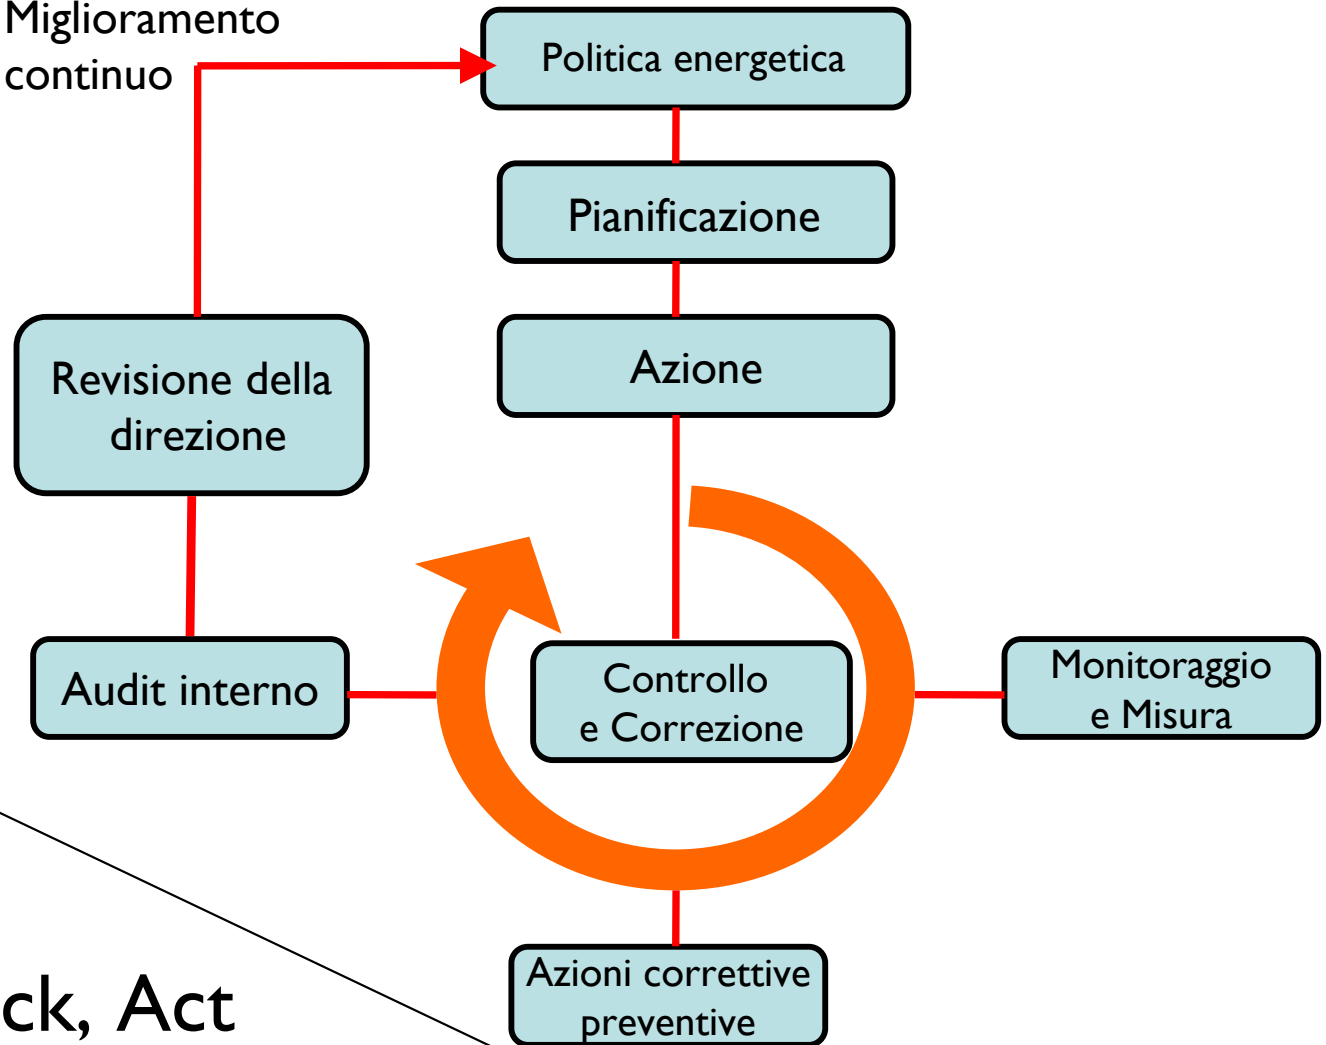 Miglioramento
continuo
Politica energetica
Pianificazione
Azione
Revisione della
direzione
Audit interno
Controllo
e Correzione
Monitoraggio
e Misura
Azioni correttive
preventive
ck, Act